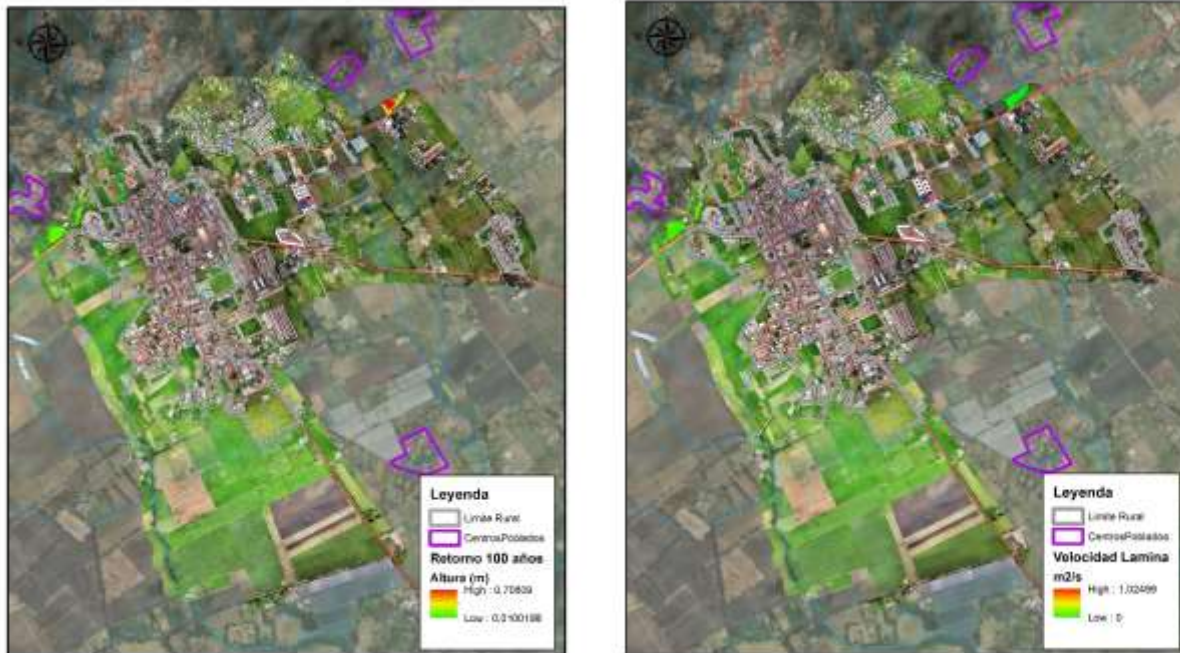 Leyenda
Limite Rural
CentrosPoblados
Retorno 100 años
Altura (m)
High : 0,70809
Low : 0,0100198
Leyenda
Limite Rural
CentrosPoblados
Velocidad Lamina
m2/s
High : 1,02499
Low : 0